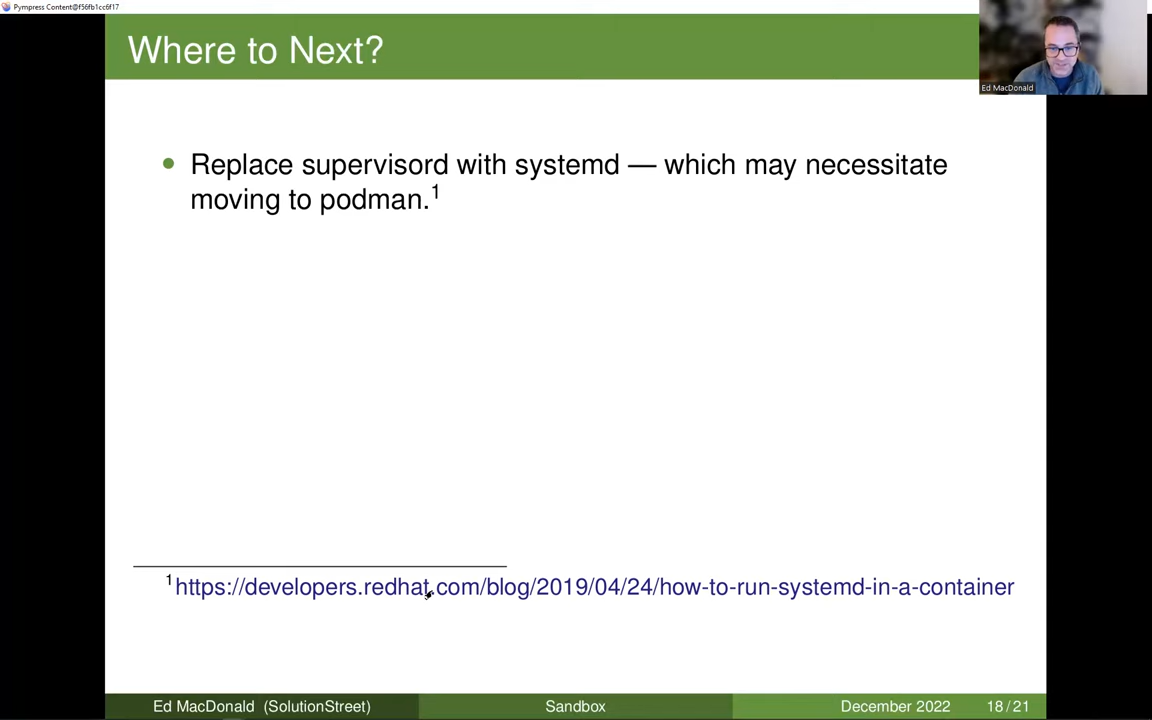 Pympress Content@f56fb1cc6f17
Where to Next?
Ed MacDonald
Replace supervisord with systemd — which may necessitate
moving to podman.1
1https://developers.redhat.com/blog/2019/04/24/how-to-run-systemd-in-a-container
Ed MacDonald (SolutionStreet) Sandbox December 2022 18/21